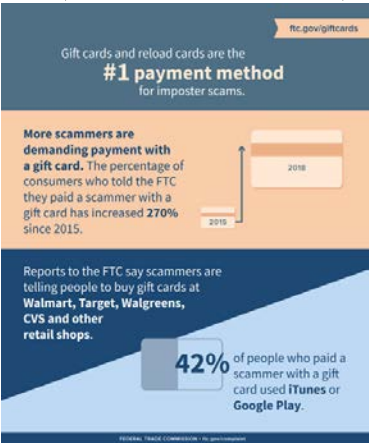 ftc.gov/giftcards
Gift cards and reload cards are the
#1 payment method
for imposter scams.
More scammers are
demanding payment with
a gift card. The percentage of
consumers who told the FTC
they paid a scammer with a
gift card has increased 270%
since 2015.
2015
2018
Reports to the FTC say scammers are
telling people to buy gift cards at
Walmart, Target, Walgreens,
CVS and other
retail shops.
42%
of people who paid a
scammer with a gift
card used iTunes or
Google Play.
FEDERAL TRADE COMMISSION • ftc.gov/complaint